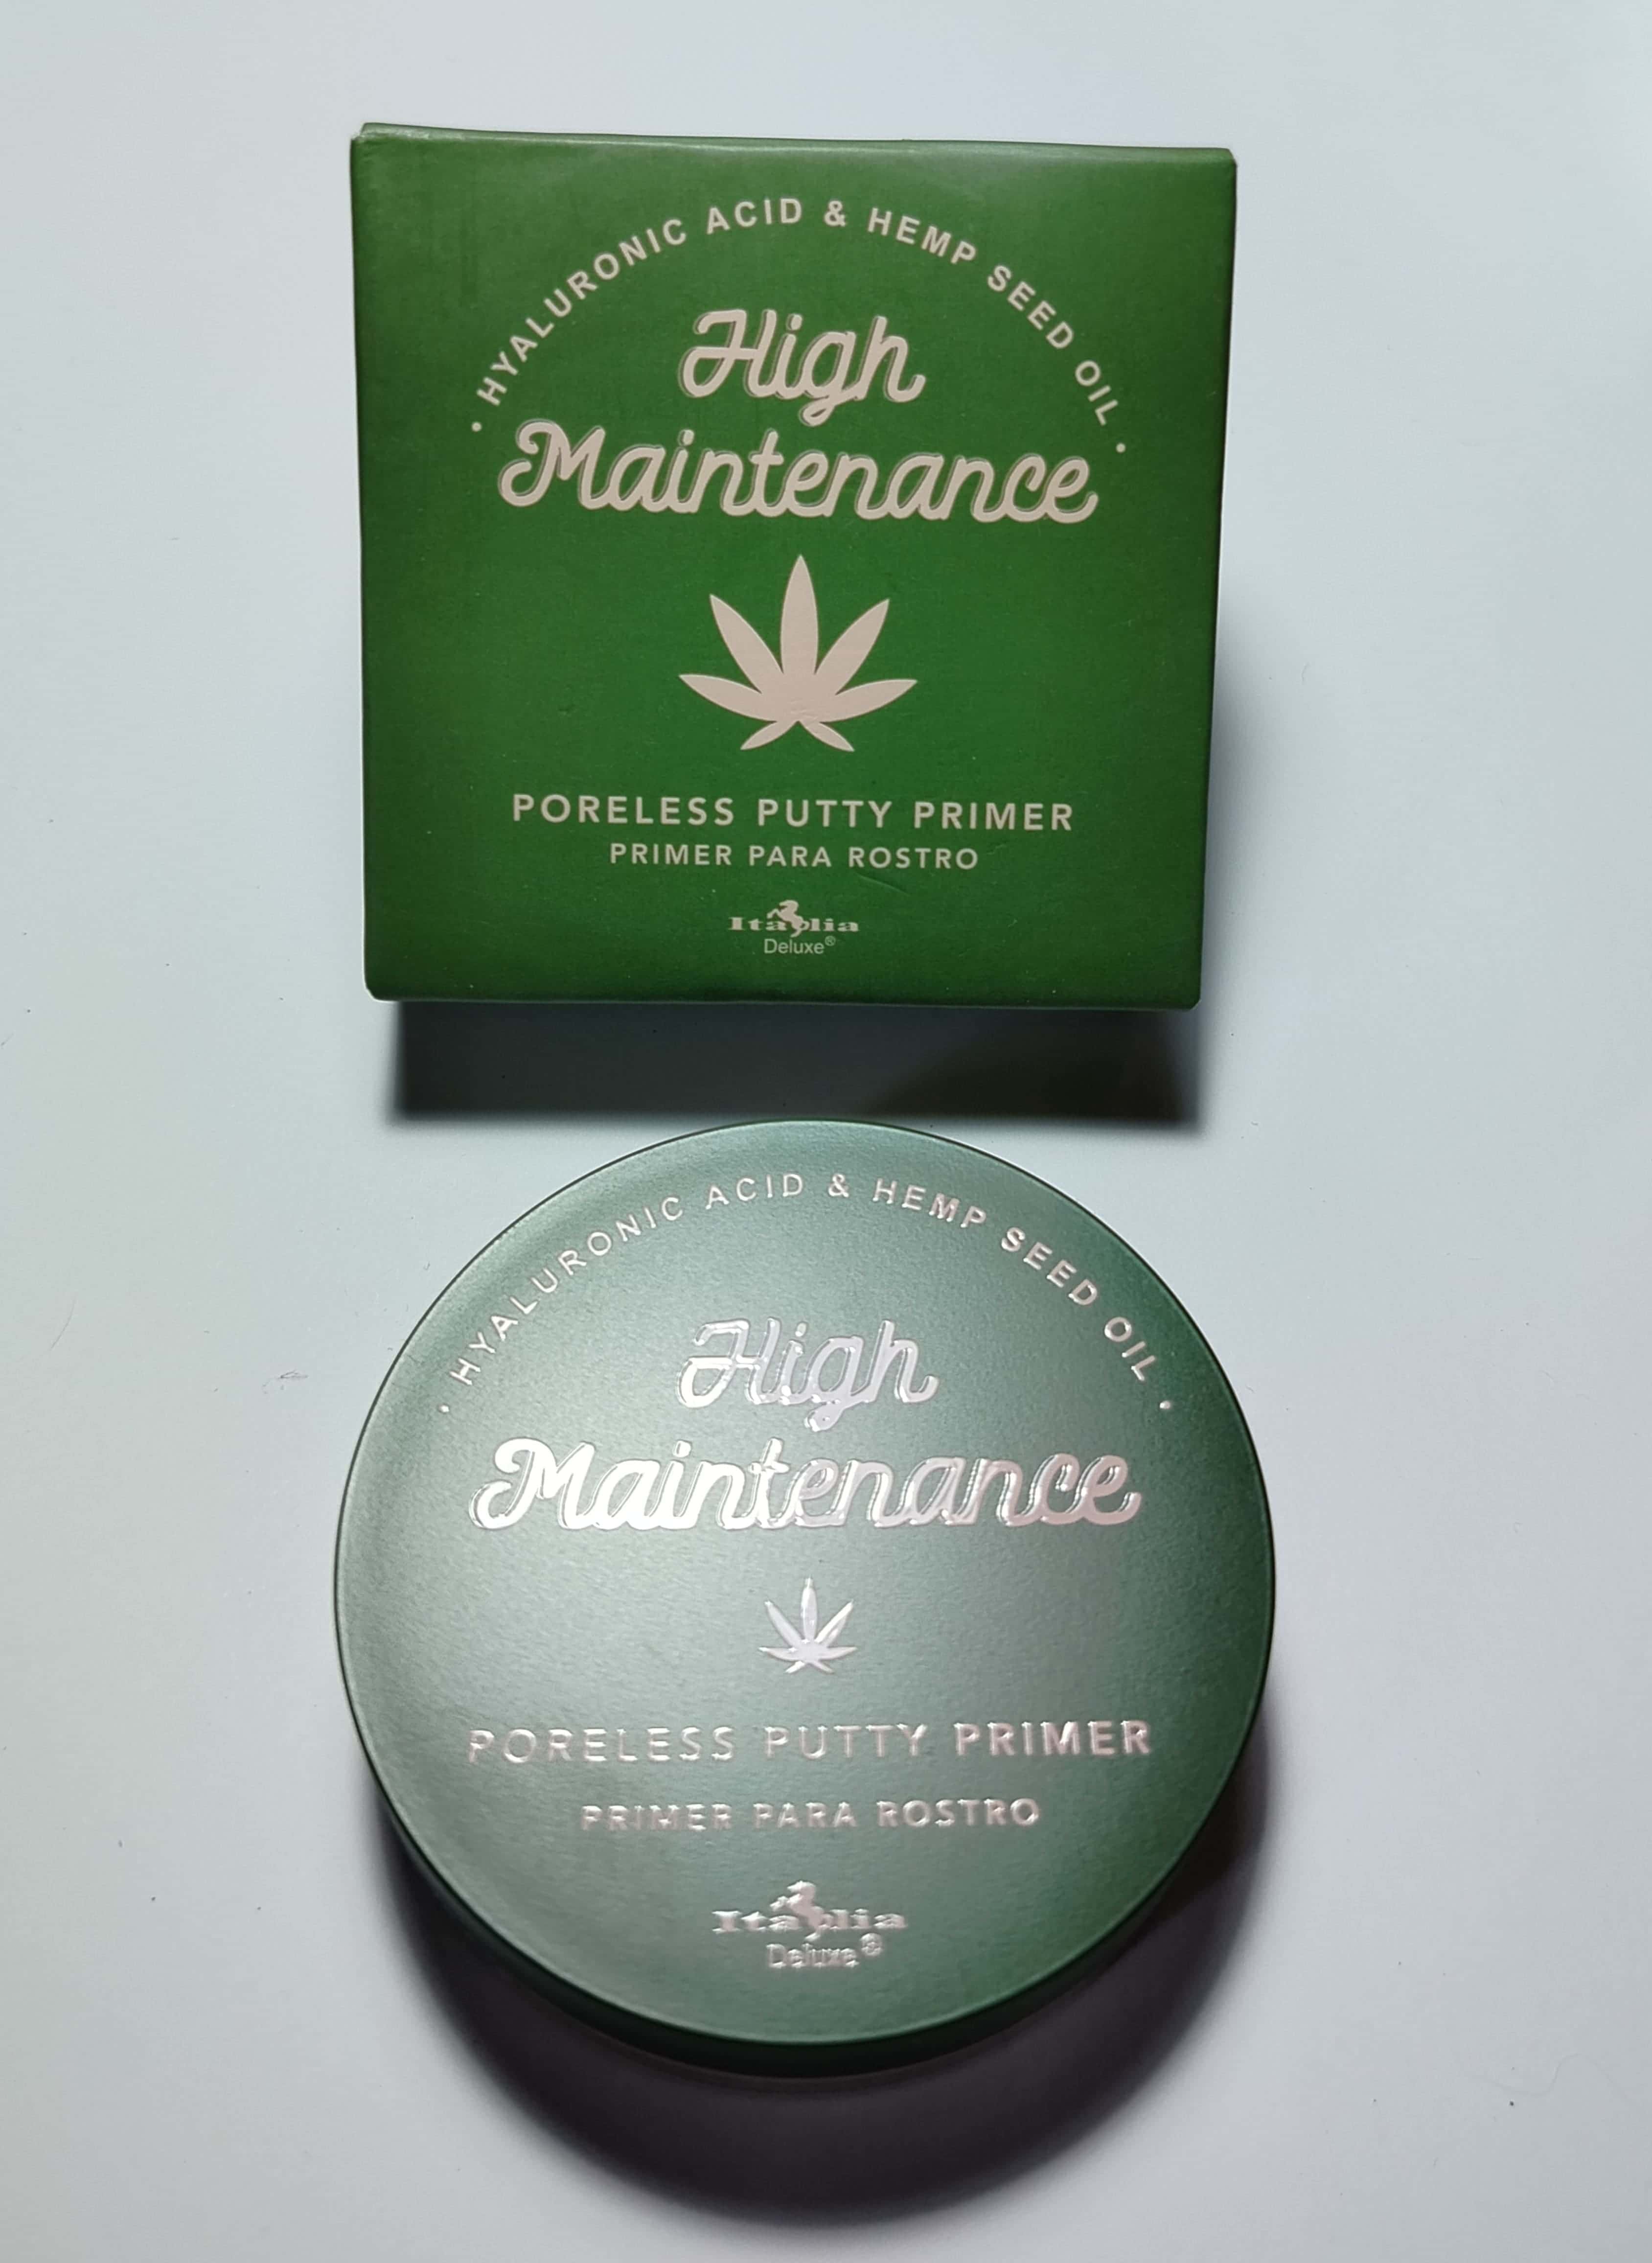 • HYALURONIC ACID & HEMP SEED OIL •
High
Maintenance
PORELESS PUTTY PRIMER
PRIMER PARA ROSTRO
Italia
Deluxe®
• HYALURONIC ACID & HEMP SEED OIL •
High
Maintenance
PORELESS PUTTY PRIMER
PRIMER PARA ROSTRO
Italia
Deluxe®